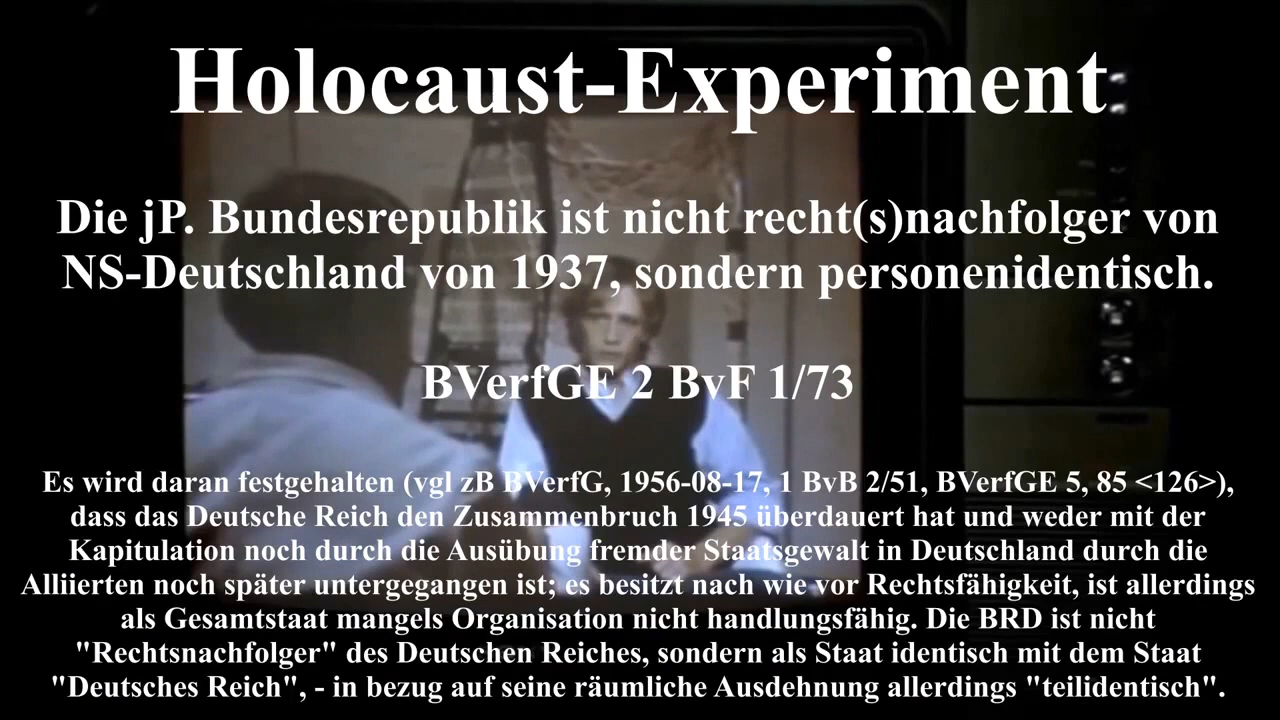 Holocaust-Experiment
Die jP. Bundesrepublik ist nicht recht(s)nachfolger von
NS-Deutschland von 1937, sondern personenidentisch.
BVerfGE 2 BvF 1/73
Es wird daran festgehalten (vgl zB BVerfG, 1956-08-17, 1 BvB 2/51, BVerfGE 5, 85 <126>),
dass das Deutsche Reich den Zusammenbruch 1945 überdauert hat und weder mit der
Kapitulation noch durch die Ausübung fremder Staatsgewalt in Deutschland durch die
Alliierten noch später untergegangen ist; es besitzt nach wie vor Rechtsfähigkeit, ist allerdings
als Gesamtstaat mangels Organisation nicht handlungsfähig. Die BRD ist nicht
"Rechtsnachfolger" des Deutschen Reiches, sondern als Staat identisch mit dem Staat
"Deutsches Reich", - in bezug auf seine räumliche Ausdehnung allerdings "teilidentisch".